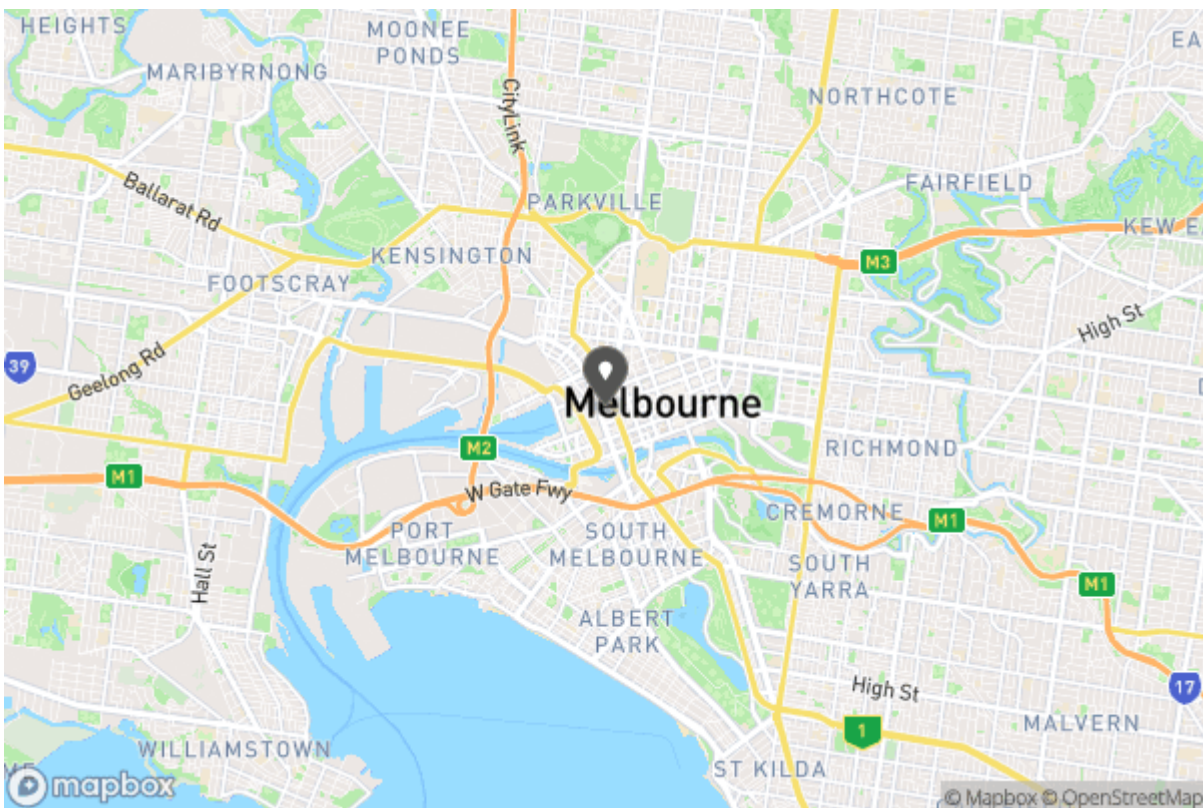 HEIGHTS
MOONEE
PONDS
EA
MARIBYRNONG
CityLink
NORTHCOTE
Ballarat Rd
PARKVILLE
FAIRFIELD
KENSINGTON
KEW E
FOOTSCRAY
M3
High St
39
Geelong Rd
Melbourne
M2
RICHMOND
M1
W Gate Fwy
CREMORNE
M1
PORT
MELBOURNE
SOUTH
MELBOURNE
Hall St
SOUTH
YARRA
M1
ALBERT
PARK
High St
17
MALVERN
1
WILLIAMSTOWN
ST KILDA
mapbox
© Mapbox © OpenStreetMap